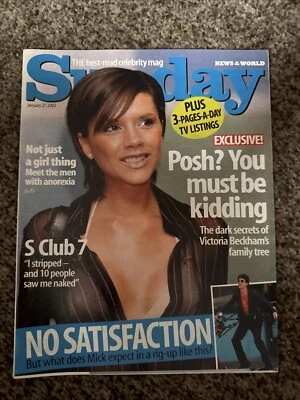 THE best-read celebrity mag
NEWS OF THE WORLD
Sunday
January 27, 2002
PLUS
3-PAGES-A-DAY
TV LISTINGS
EXCLUSIVE!
Posh? You
must be
kidding
The dark secrets of
Victoria Beckham's
family tree
Not just
a girl thing
Meet the men
with anorexia
S Club 7
"I stripped –
and 10 people
saw me naked"
NO SATISFACTION
But what does Mick expect in a rig-up like this?